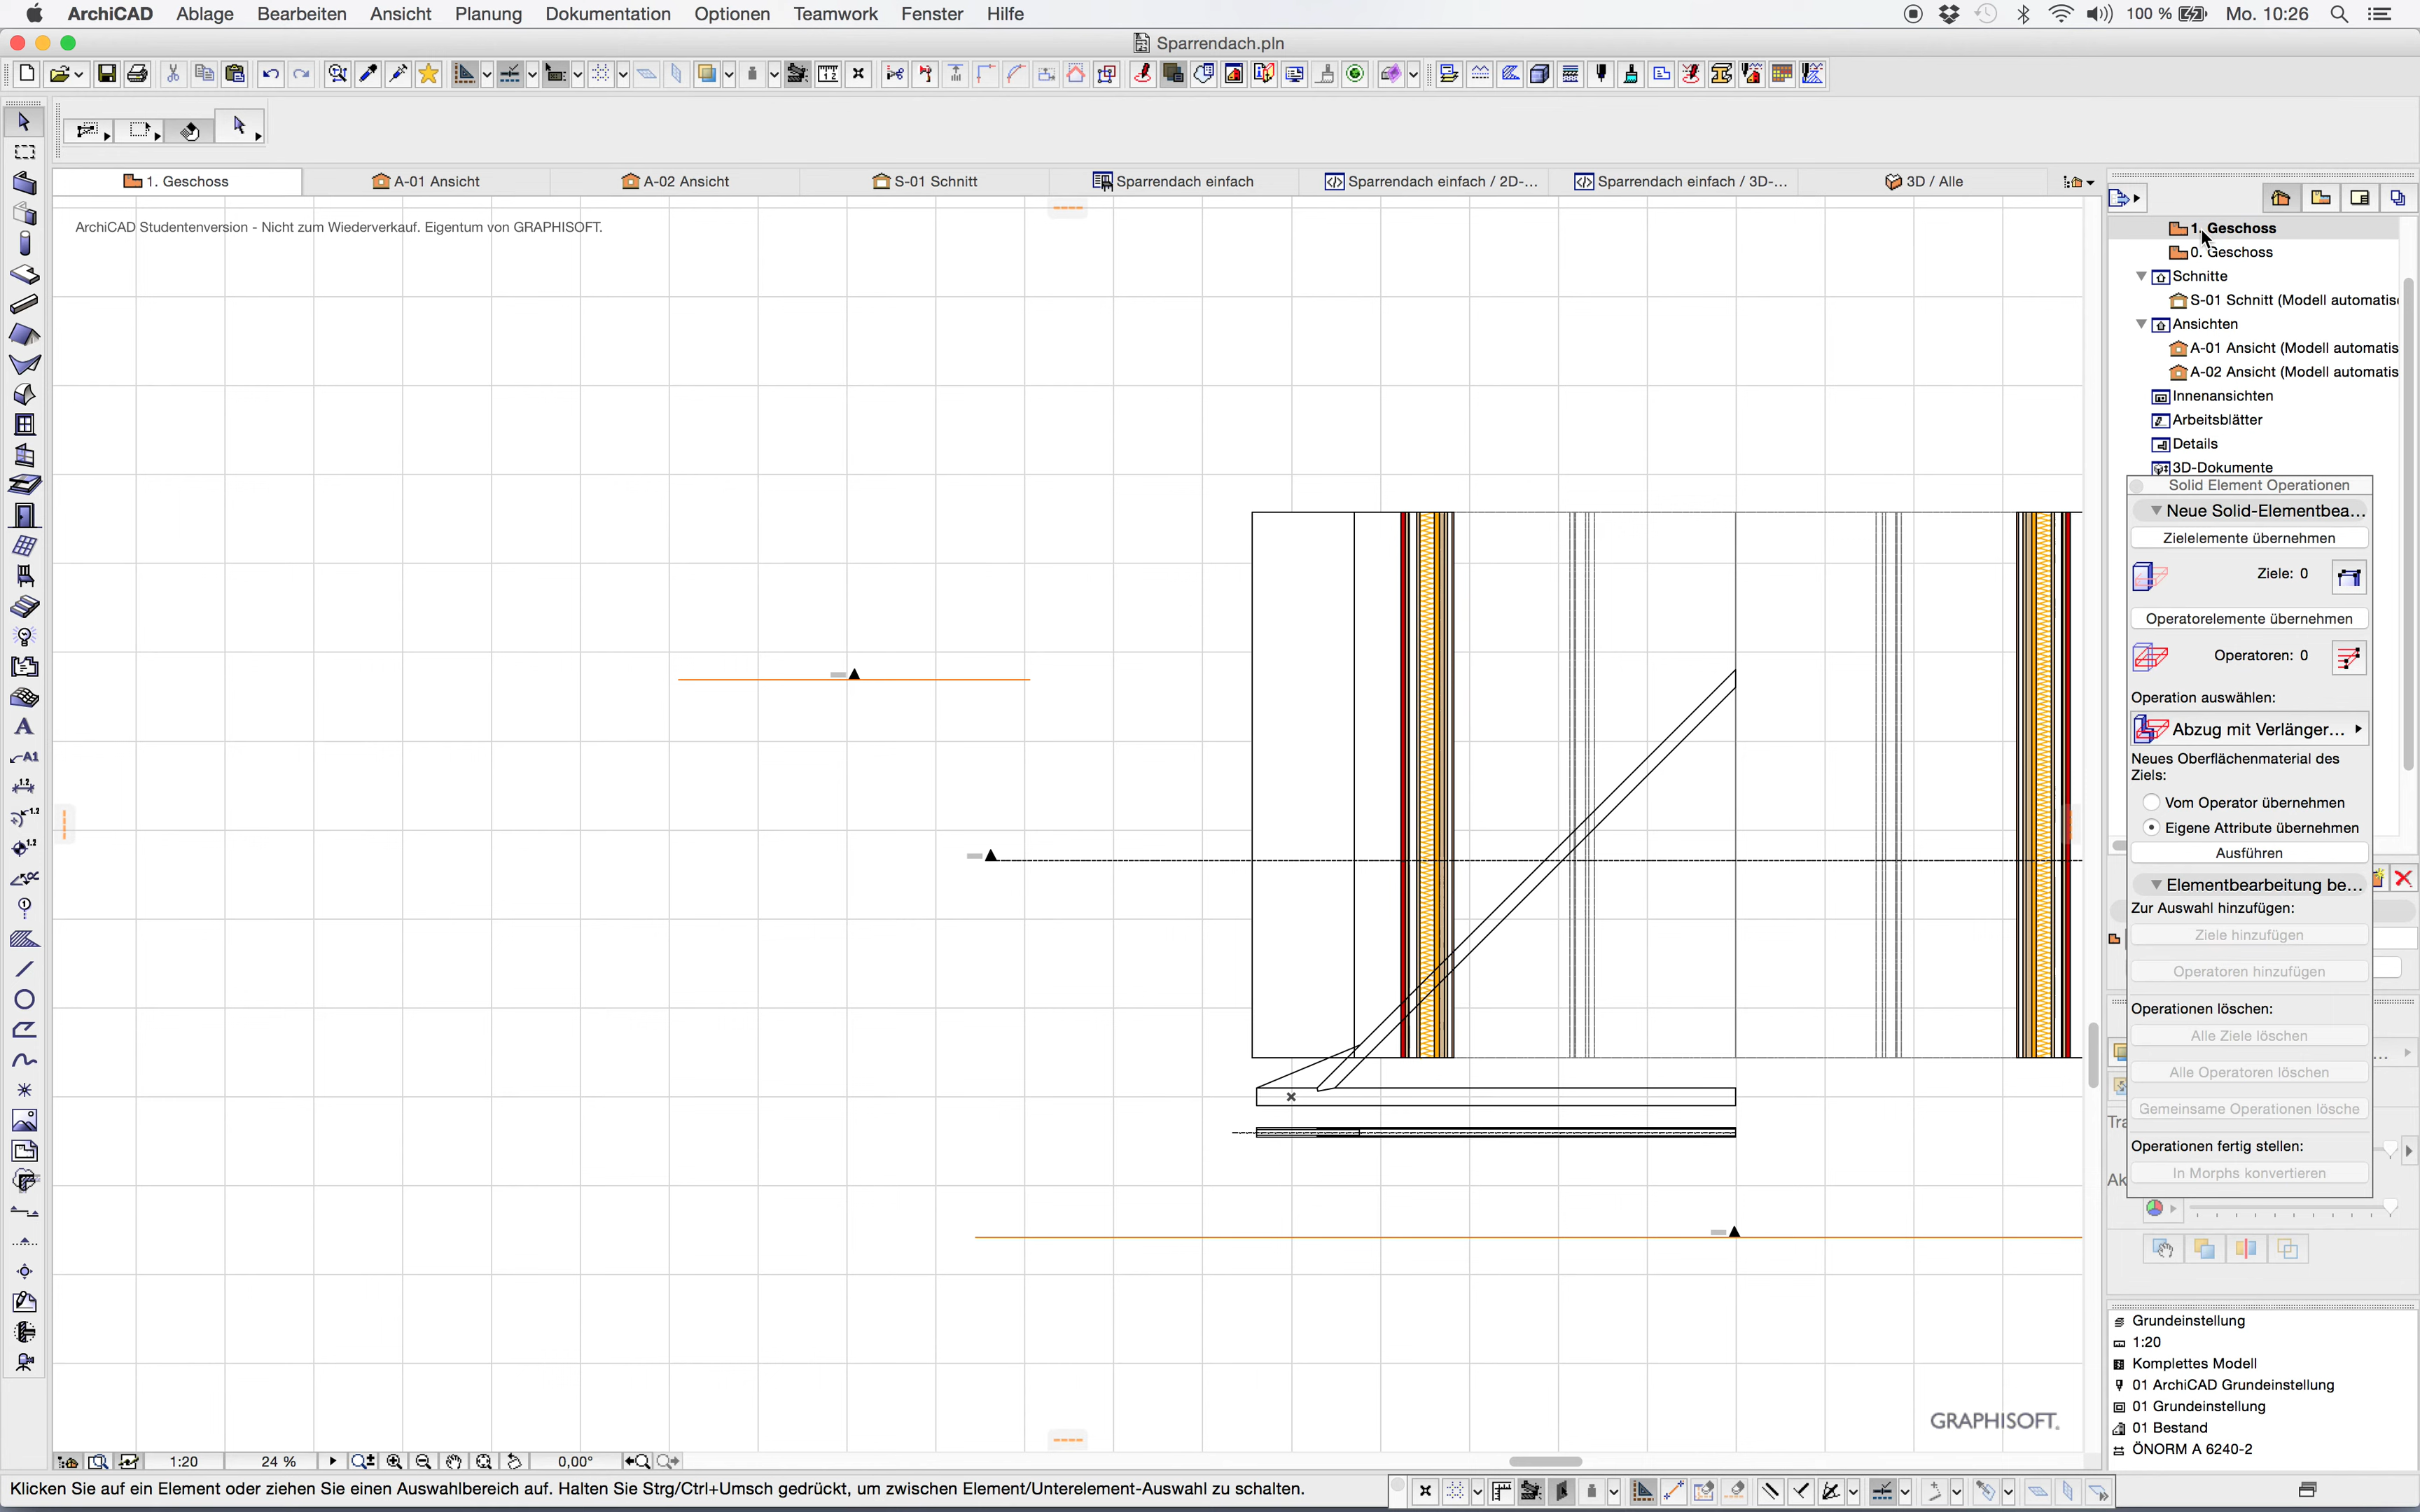 ArchiCAD Ablage Bearbeiten Ansicht Planung Dokumentation Optionen Teamwork Fenster Hilfe 100 % Mo. 10:26
Sparrendach.pln
1. Geschoss A-01 Ansicht A-02 Ansicht S-01 Schnitt Sparrendach einfach Sparrendach einfach / 2D-... Sparrendach einfach / 3D-... 3D / Alle
ArchiCAD Studentenversion - Nicht zum Wiederverkauf. Eigentum von GRAPHISOFT.
1. Geschoss
0. Geschoss
Schnitte
S-01 Schnitt (Modell automatisc
Ansichten
A-01 Ansicht (Modell automatis
A-02 Ansicht (Modell automatis
Innenansichten
Arbeitsblätter
Details
3D-Dokumente
Solid Element Operationen
Neue Solid-Elementbea...
Zielelemente übernehmen
Ziele: 0
Operatorelemente übernehmen
Operatoren: 0
Operation auswählen:
Abzug mit Verlänger...
Neues Oberflächenmaterial des
Ziels:
Vom Operator übernehmen
Eigene Attribute übernehmen
Ausführen
Elementbearbeitung be...
Zur Auswahl hinzufügen:
Ziele hinzufügen
Operatoren hinzufügen
Operationen löschen:
Alle Ziele löschen
Alle Operatoren löschen
Gemeinsame Operationen lösche
Tra
Operationen fertig stellen:
In Morphs konvertieren
Ak
Grundeinstellung
1:20
Komplettes Modell
01 ArchiCAD Grundeinstellung
01 Grundeinstellung
01 Bestand
ÖNORM A 6240-2
GRAPHISOFT.
1:20 24 % 0,00°
Klicken Sie auf ein Element oder ziehen Sie einen Auswahlbereich auf. Halten Sie Strg/Ctrl+Umsch gedrückt, um zwischen Element/Unterelement-Auswahl zu schalten.